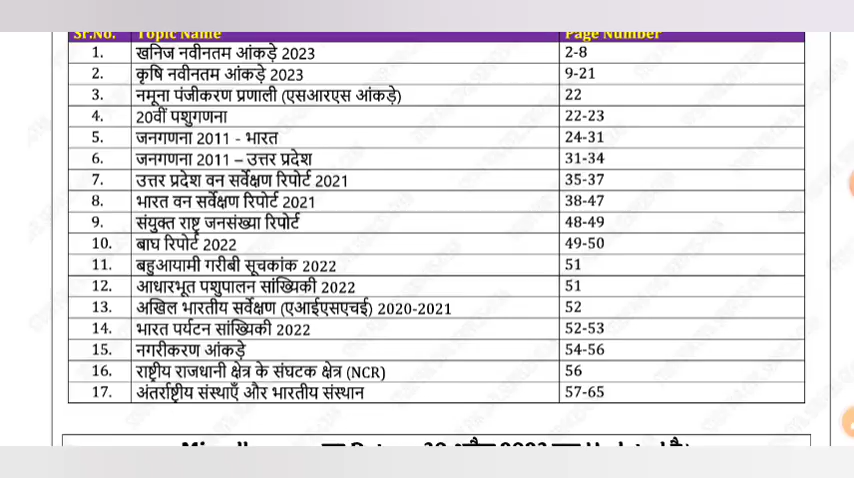 Sr.No. Topic Name Page Number
1. खनिज नवीनतम आंकड़े 2023 2-8
2. कृषि नवीनतम आंकड़े 2023 9-21
3. नमूना पंजीकरण प्रणाली (एसआरएस आंकड़े) 22
4. 20वीं पशुगणना 22-23
5. जनगणना 2011 - भारत 24-31
6. जनगणना 2011 – उत्तर प्रदेश 31-34
7. उत्तर प्रदेश वन सर्वेक्षण रिपोर्ट 2021 35-37
8. भारत वन सर्वेक्षण रिपोर्ट 2021 38-47
9. संयुक्त राष्ट्र जनसंख्या रिपोर्ट 48-49
10. बाघ रिपोर्ट 2022 49-50
11. बहुआयामी गरीबी सूचकांक 2022 51
12. आधारभूत पशुपालन सांख्यिकी 2022 51
13. अखिल भारतीय सर्वेक्षण (एआईएसएचई) 2020-2021 52
14. भारत पर्यटन सांख्यिकी 2022 52-53
15. नगरीकरण आंकड़े 54-56
16. राष्ट्रीय राजधानी क्षेत्र के संघटक क्षेत्र (NCR) 56
17. अंतर्राष्ट्रीय संस्थाएँ और भारतीय संस्थान 57-65